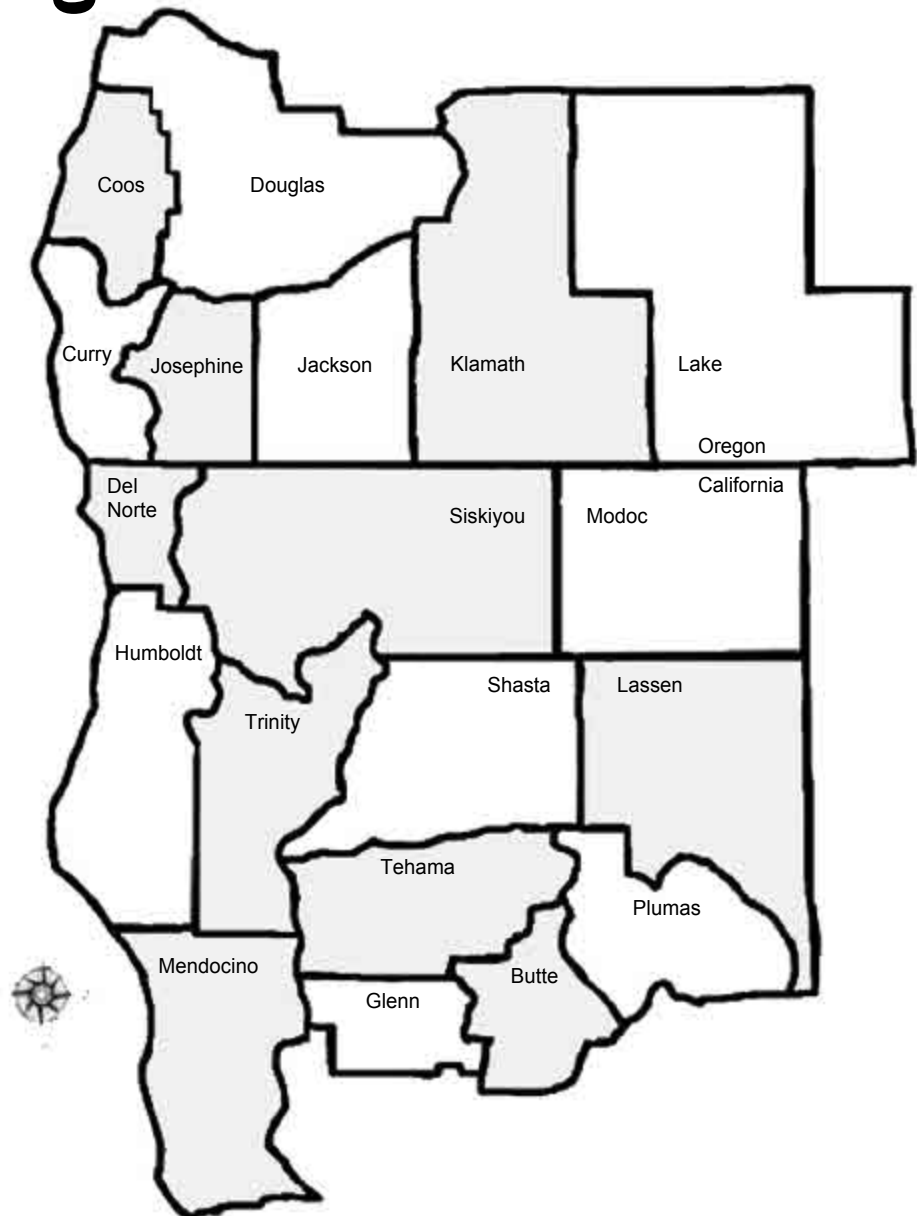 g
Coos
Douglas
Curry
Josephine
Jackson
Klamath
Lake
Oregon
Del
Norte
California
Siskiyou
Modoc
Humboldt
Shasta
Lassen
Trinity
Tehama
Plumas
Mendocino
Butte
Glenn